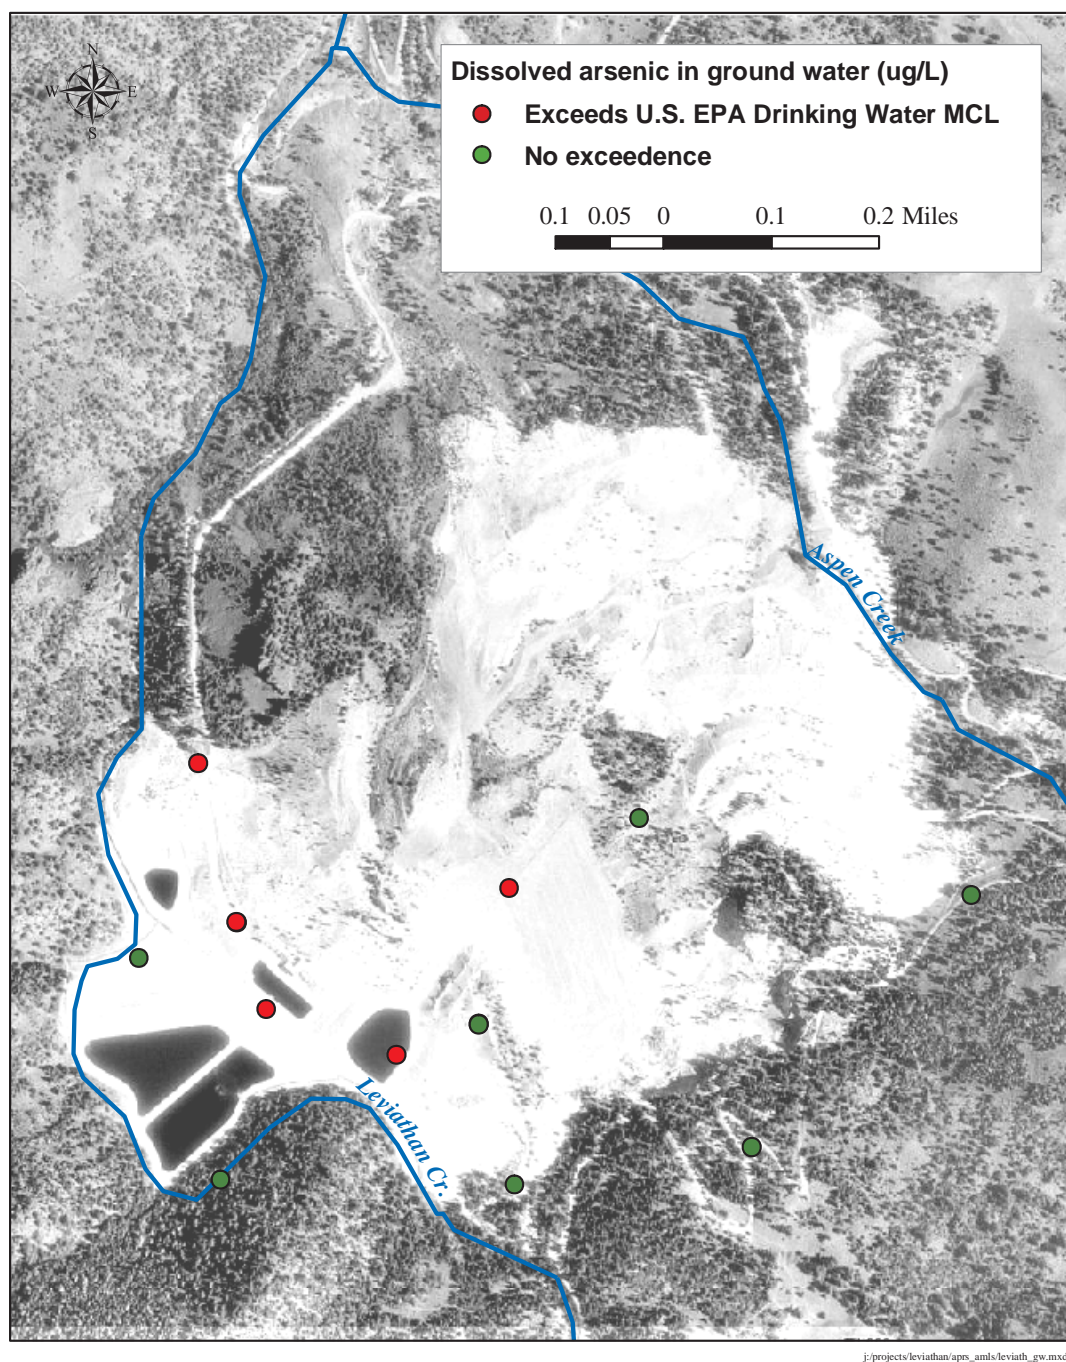 N
W E
S
Dissolved arsenic in ground water (ug/L)
Exceeds U.S. EPA Drinking Water MCL
No exceedence
0.1 0.05 0 0.1 0.2 Miles
Aspen Creek
Leviathan Cr.
j:/projects/leviathan/aprs_amls/leviath_gw.mxd